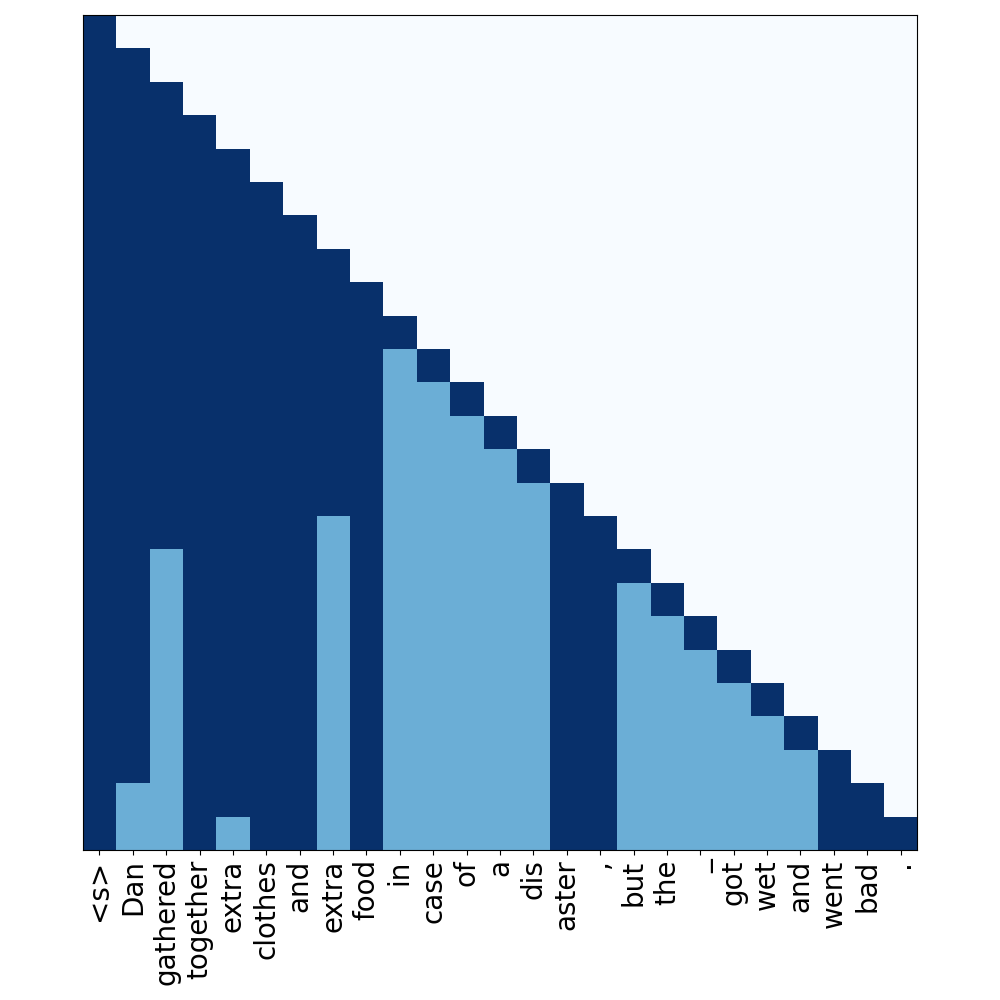 <s> Dan gathered together extra clothes and extra food in case of a dis aster , but the _ got wet and went bad .